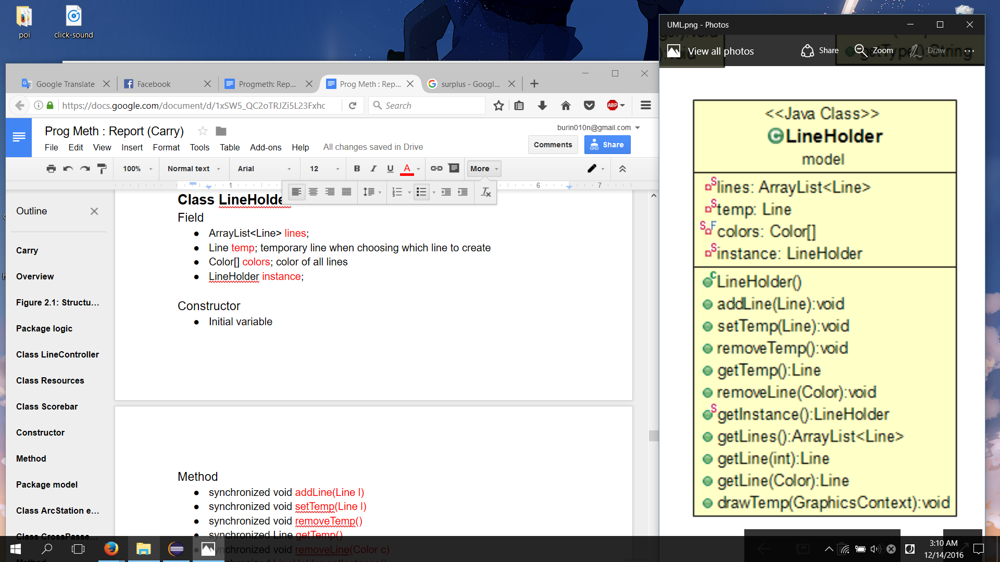 poi
click-sound
Google Translate
Facebook
Progmeth: Rep...
Prog Meth : Rep...
surplus - Googl...
https://docs.google.com/document/d/1xSW5_QC2oTRJZi5L23Fxhc
Search
ABP
Prog Meth : Report (Carry)
burin010n@gmail.com
File Edit View Insert Format Tools Table Add-ons Help All changes saved in Drive
Comments
Share
100% Normal text Arial 12 B I U A More
1 6 7
Outline
Carry
Overview
Figure 2.1: Structu...
Package logic
Class LineController
Class Resources
Class Scorebar
Constructor
Method
Package model
Class ArcStation e...
Class CrossPasse...
Class LineHolde
Field
● ArrayList<Line> lines;
● Line temp; temporary line when choosing which line to create
● Color[] colors; color of all lines
● LineHolder instance;
Constructor
● Initial variable
Method
● synchronized void addLine(Line l)
● synchronized void setTemp(Line l)
● synchronized void removeTemp()
● synchronized Line getTemp()
synchronized void removeLine(Color c)
UML.png - Photos
View all photos
Share
Zoom
Draw
getType():String
<<Java Class>>
LineHolder
model
lines: ArrayList<Line>
temp: Line
colors: Color[]
instance: LineHolder
LineHolder()
addLine(Line):void
setTemp(Line):void
removeTemp():void
getTemp():Line
removeLine(Color):void
getInstance():LineHolder
getLines():ArrayList<Line>
getLine(int):Line
getLine(Color):Line
drawTemp(GraphicsContext):void
3:10 AM
12/14/2016